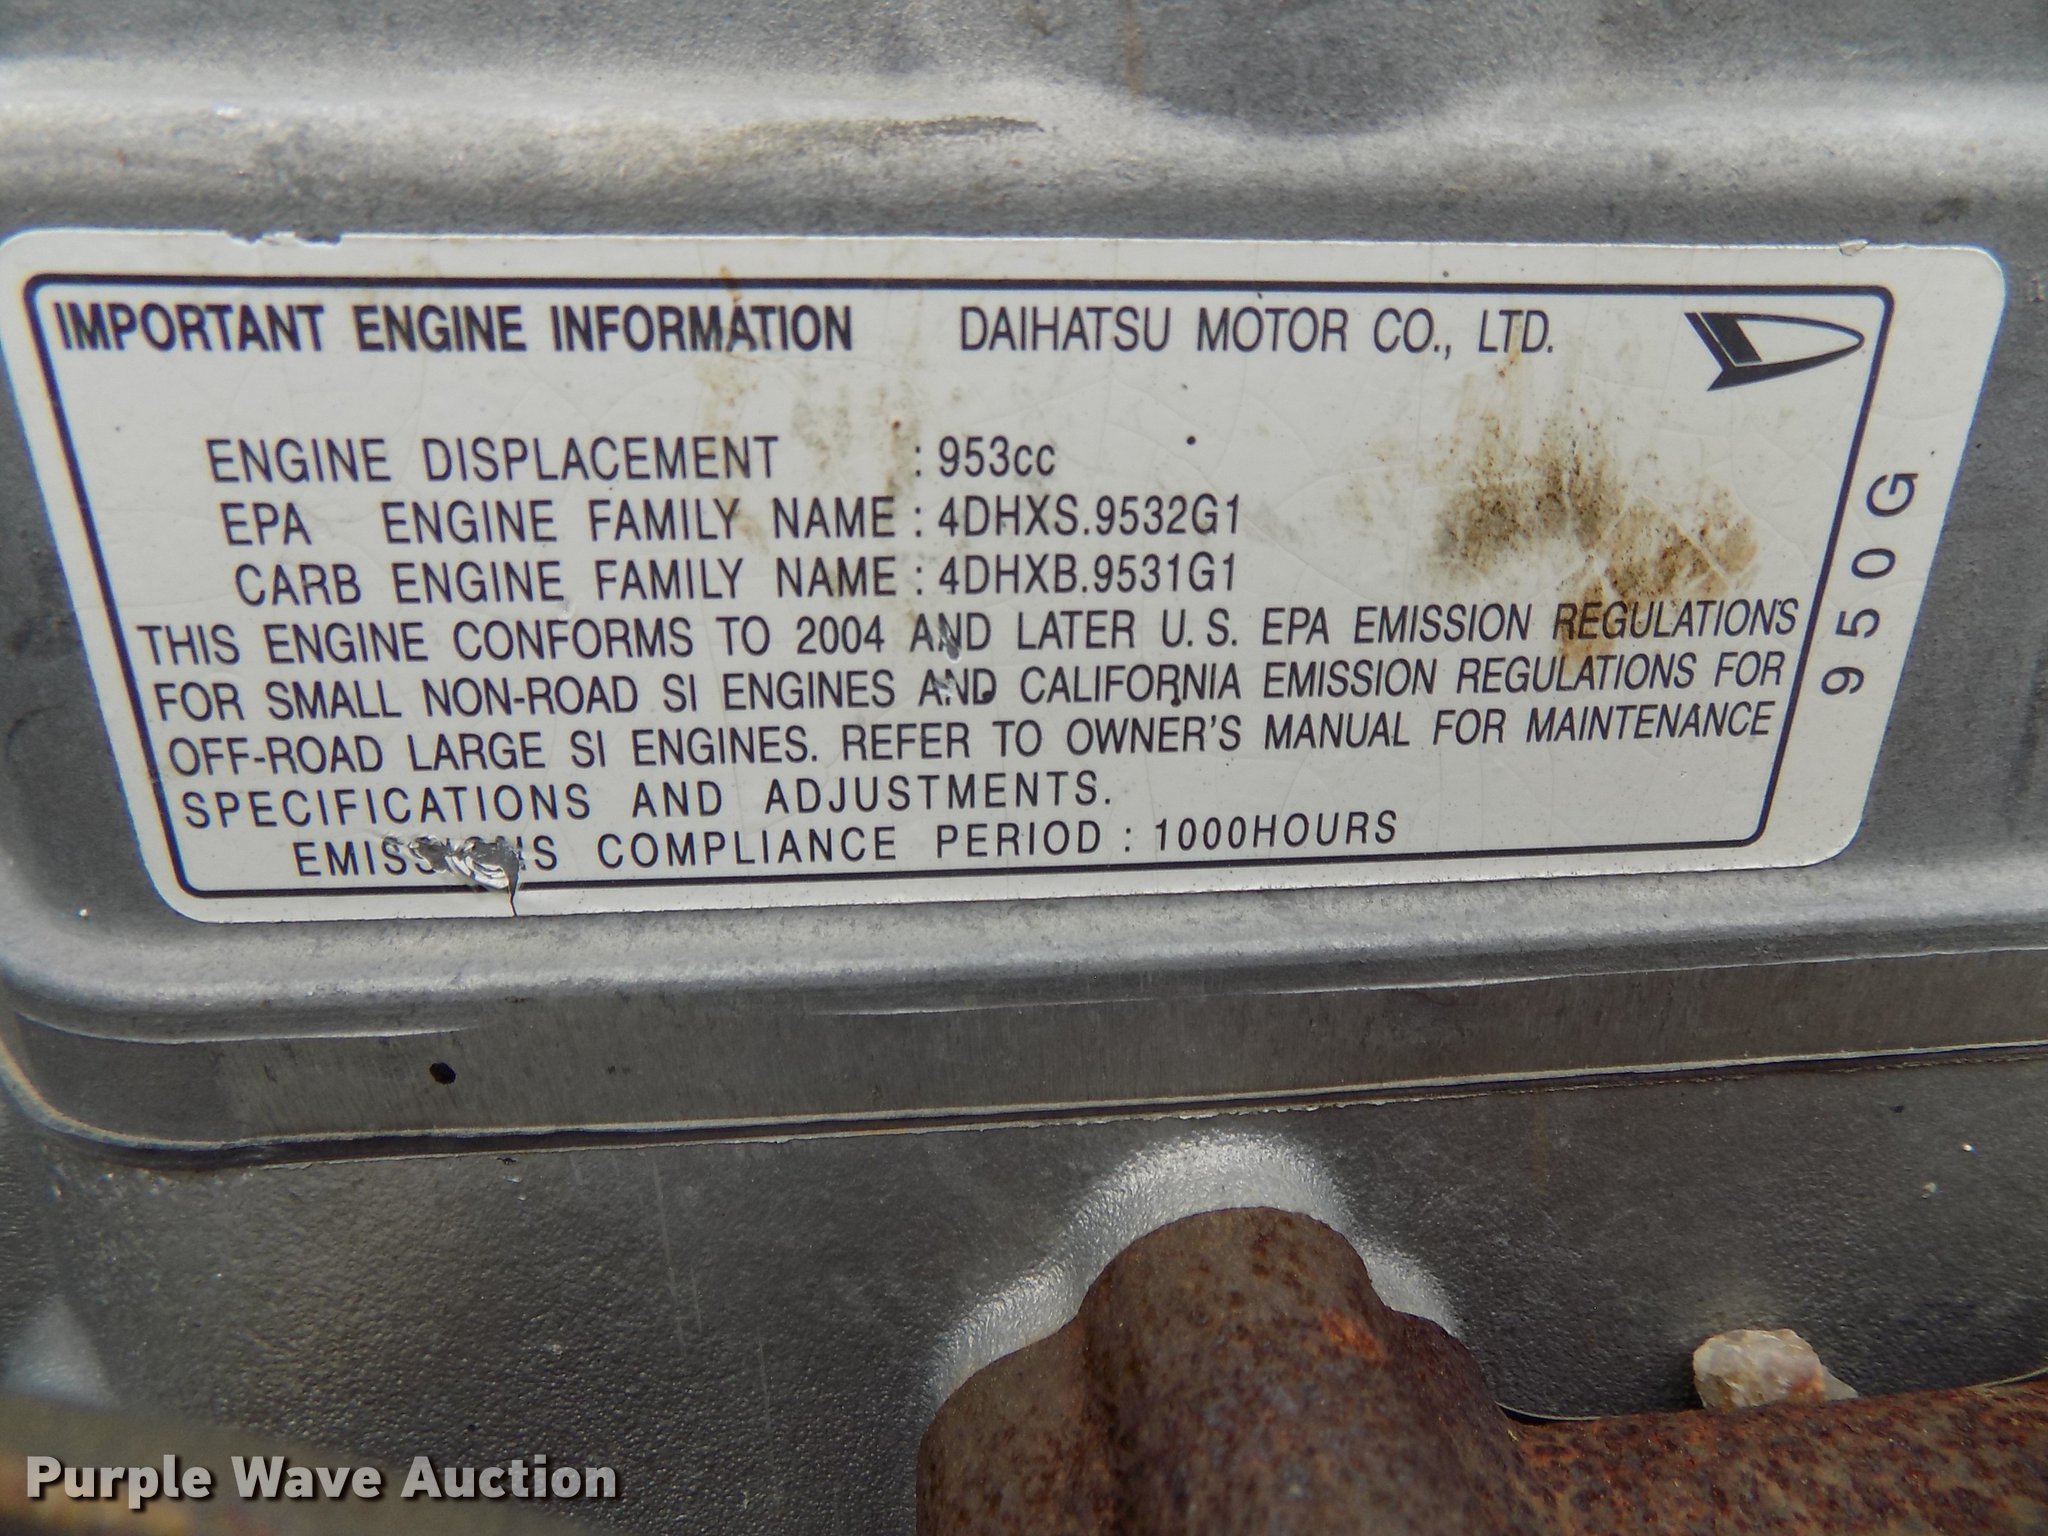 IMPORTANT ENGINE INFORMATION DAIHATSU MOTOR CO., LTD.
ENGINE DISPLACEMENT : 953cc
EPA ENGINE FAMILY NAME : 4DHXS.9532G1
CARB ENGINE FAMILY NAME : 4DHXB.9531G1
THIS ENGINE CONFORMS TO 2004 AND LATER U.S. EPA EMISSION REGULATIONS
FOR SMALL NON-ROAD SI ENGINES AND CALIFORNIA EMISSION REGULATIONS FOR
OFF-ROAD LARGE SI ENGINES. REFER TO OWNER'S MANUAL FOR MAINTENANCE
SPECIFICATIONS AND ADJUSTMENTS.
EMISSIONS COMPLIANCE PERIOD : 1000HOURS
950G
Purple Wave Auction